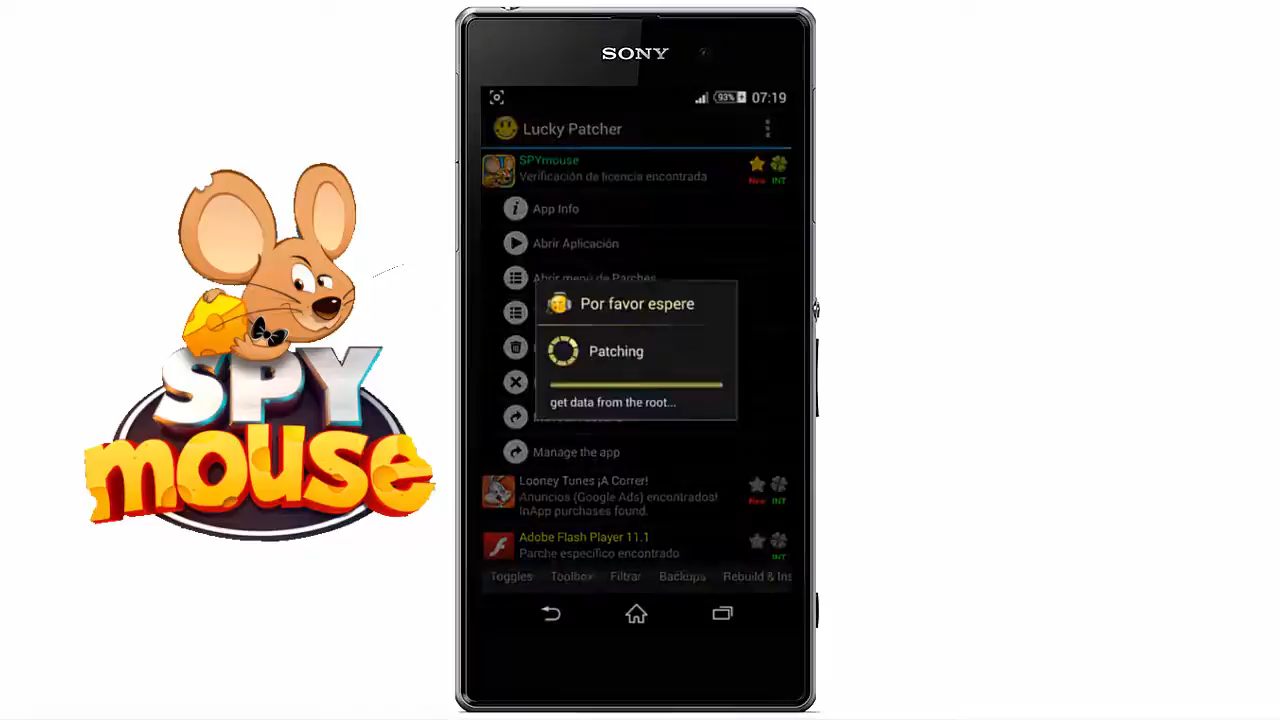 SPY
mouse
SONY
93%
07:19
Lucky Patcher
SPYmouse
Verificación de licencia encontrada
New INT
App Info
Abrir Aplicación
Abrir menú de Parches
Por favor espere
Patching
get data from the root...
Manage the app
Looney Tunes ¡A Correr!
Anuncios (Google Ads) encontrados!
New INT
InApp purchases found.
Adobe Flash Player 11.1
Parche específico encontrado
INT
Toggles Toolbox Filtrar Backups Rebuild & Ins